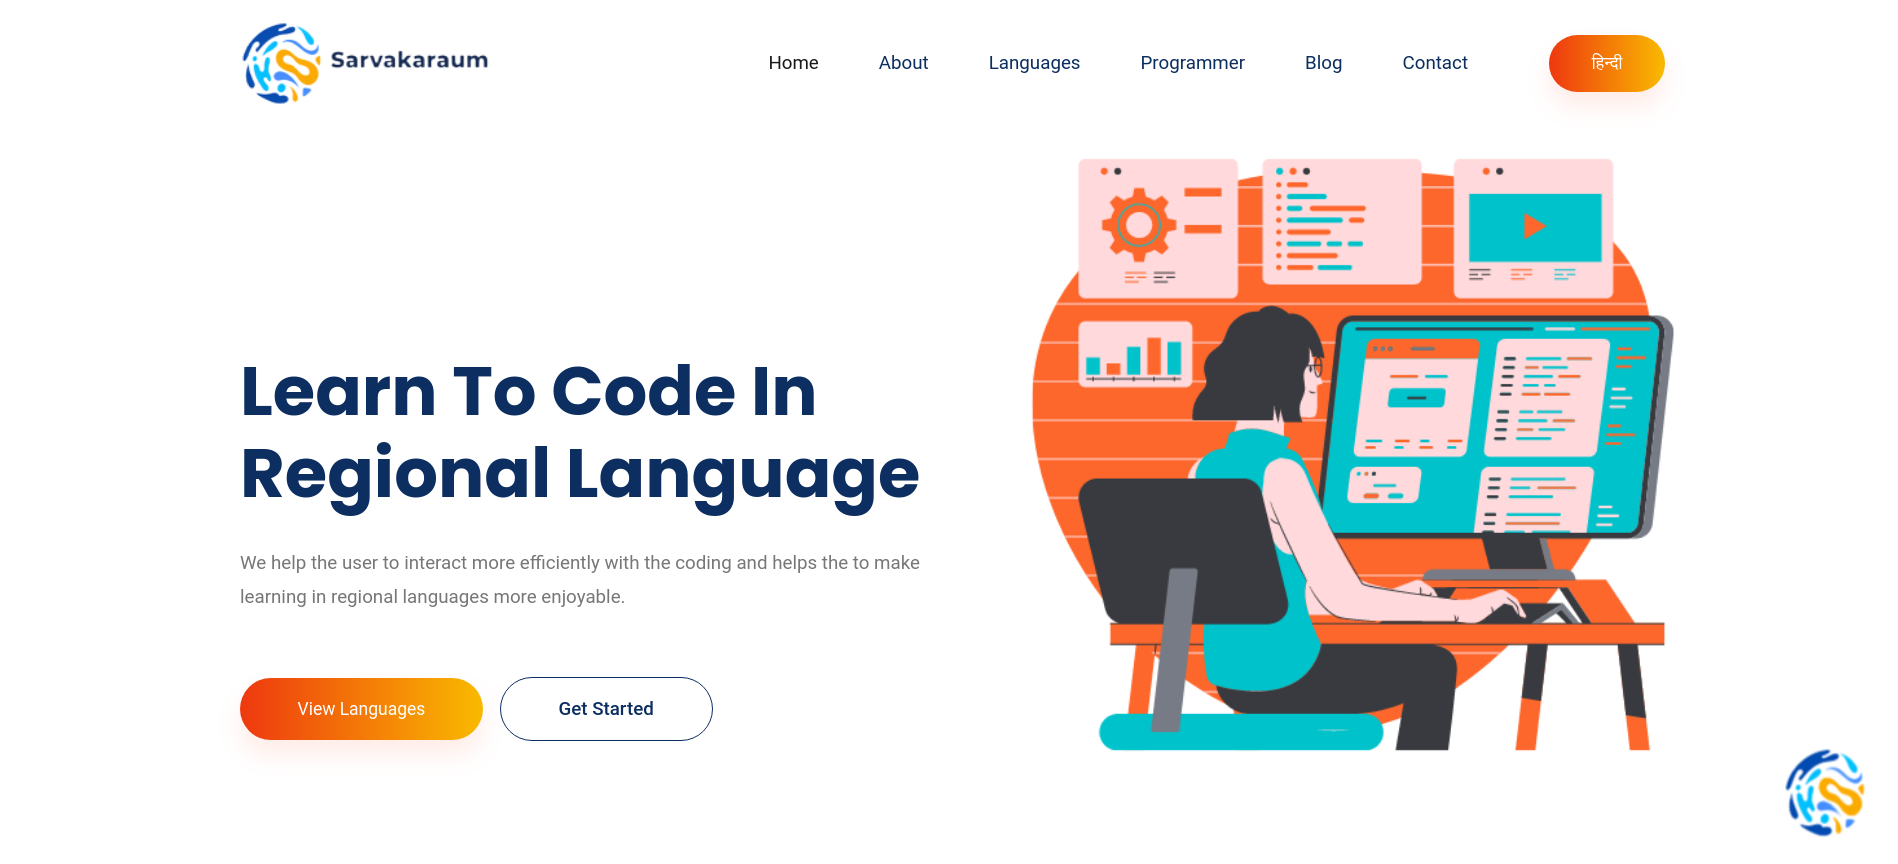 Sarvakaraum
Home About Languages Programmer Blog Contact हिन्दी
Learn To Code In
Regional Language
We help the user to interact more efficiently with the coding and helps the to make
learning in regional languages more enjoyable.
View Languages Get Started